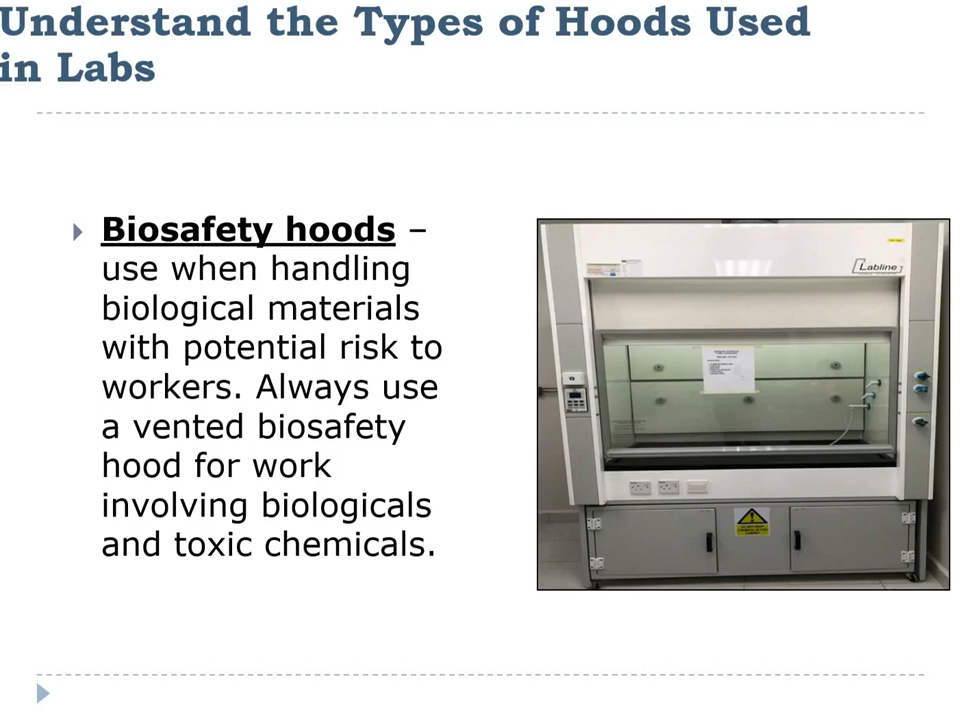 Understand the Types of Hoods Used
in Labs
Biosafety hoods –
use when handling
biological materials
with potential risk to
workers. Always use
a vented biosafety
hood for work
involving biologicals
and toxic chemicals.
Labline